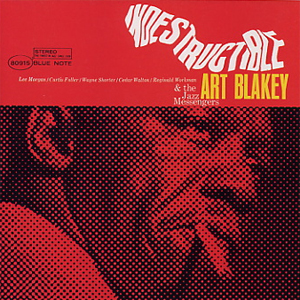 INDESTRUCTIBLE
STEREO
80915 BLUE NOTE
Lee Morgan / Curtis Fuller / Wayne Shorter / Cedar Walton / Reginald Workman
& the Jazz Messengers
ART BLAKEY